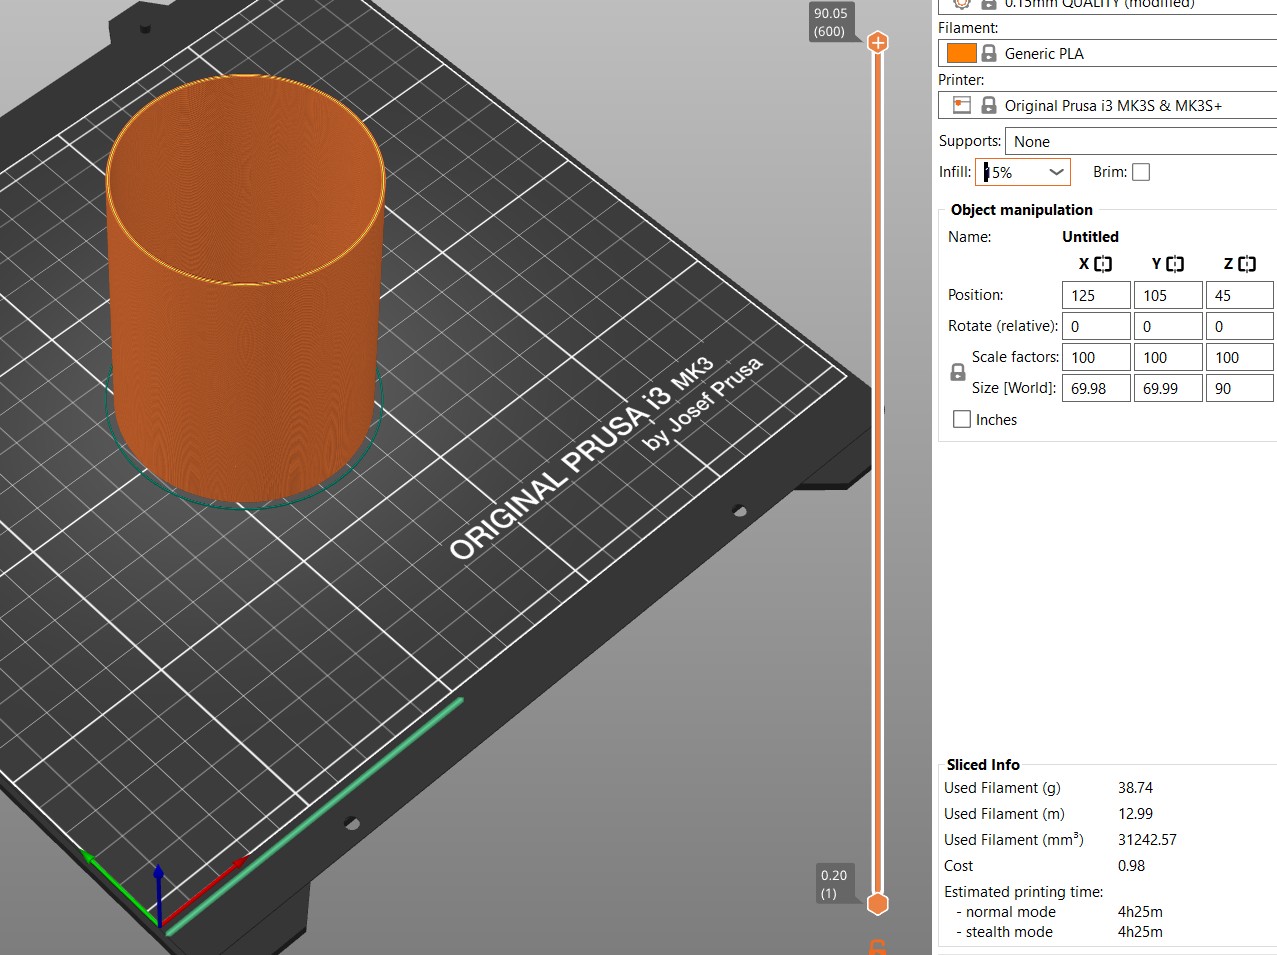 0.15mm QUALITY (modified)
Filament:
Generic PLA
Printer:
Original Prusa i3 MK3S & MK3S+
Supports: None
Infill: 15% Brim:
Object manipulation
Name: Untitled
X Y Z
Position: 125 105 45
Rotate (relative): 0 0 0
Scale factors: 100 100 100
Size [World]: 69.98 69.99 90
Inches
Sliced Info
Used Filament (g) 38.74
Used Filament (m) 12.99
Used Filament (mm³) 31242.57
Cost 0.98
Estimated printing time:
- normal mode 4h25m
- stealth mode 4h25m
90.05
(600)
0.20
(1)
ORIGINAL PRUSA i3 MK3
by Josef Prusa